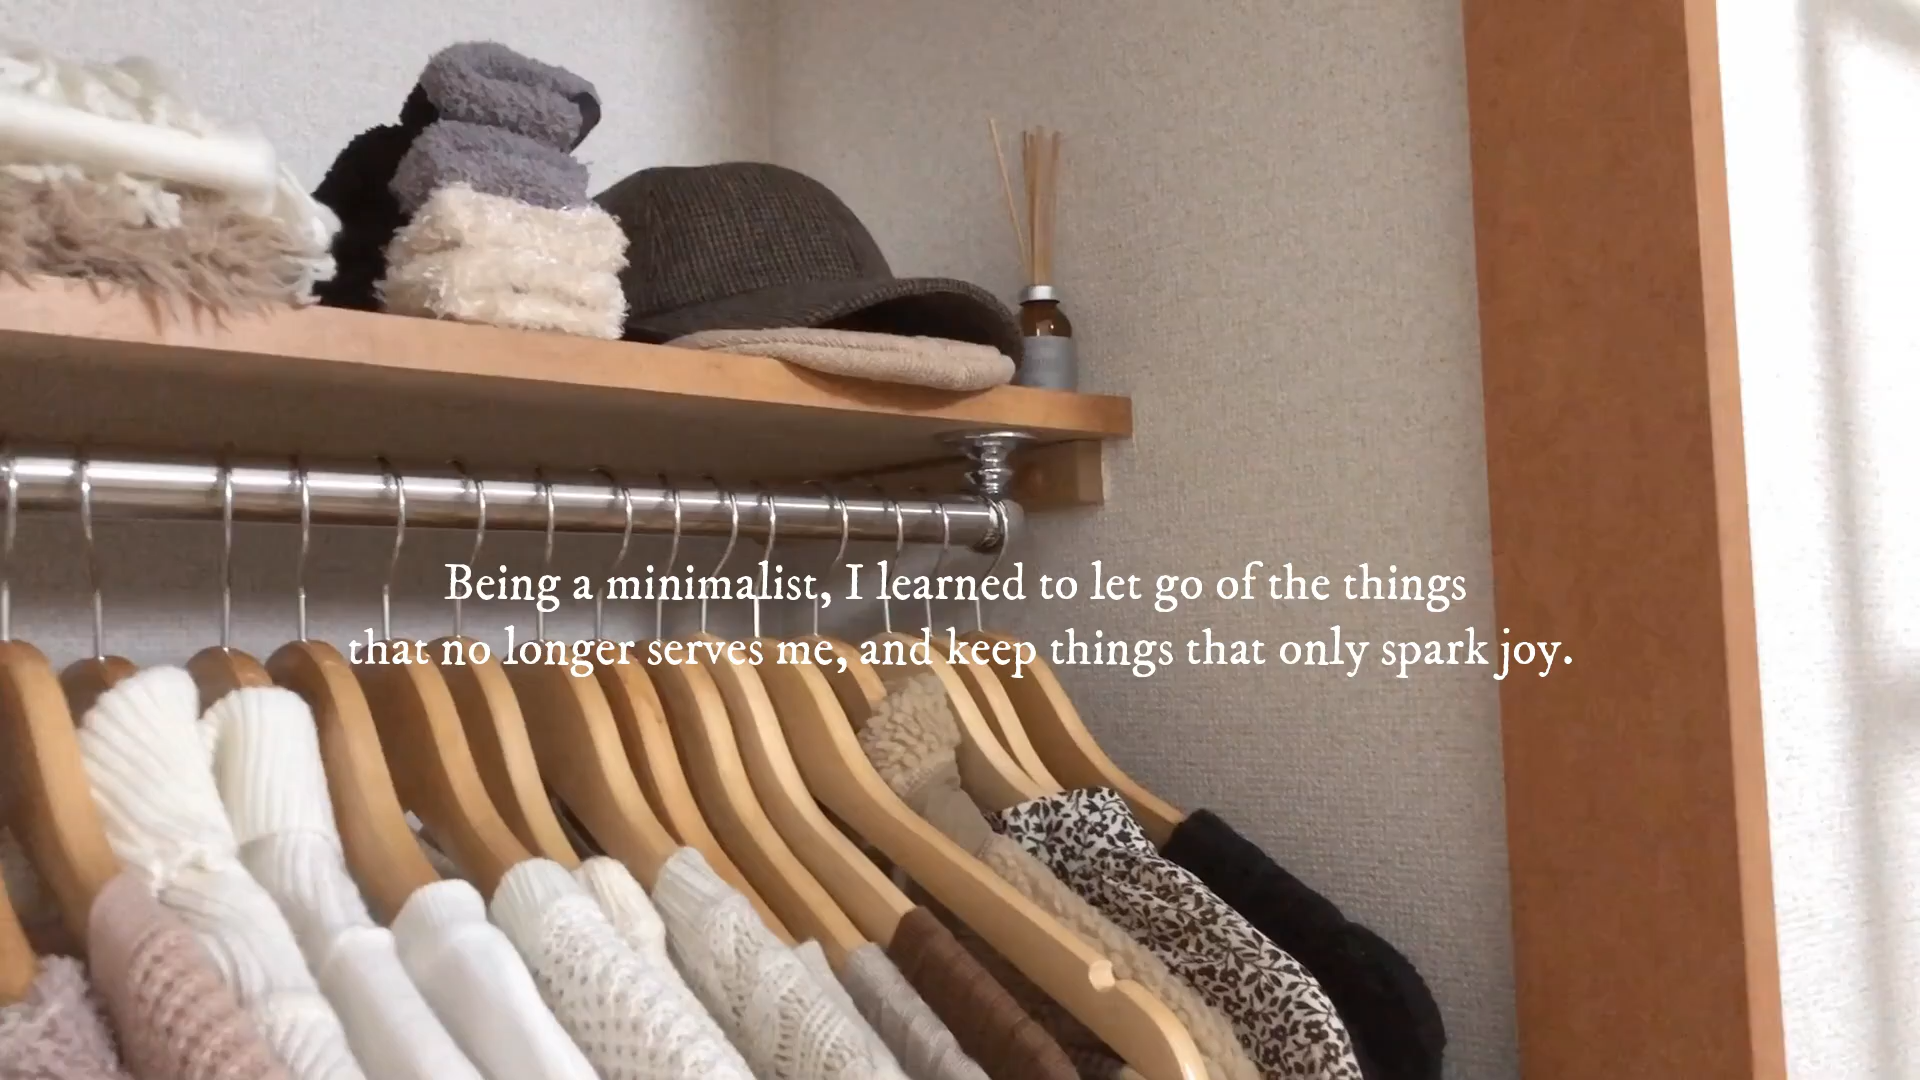 Being a minimalist, I learned to let go of the things
that no longer serves me, and keep things that only spark joy.